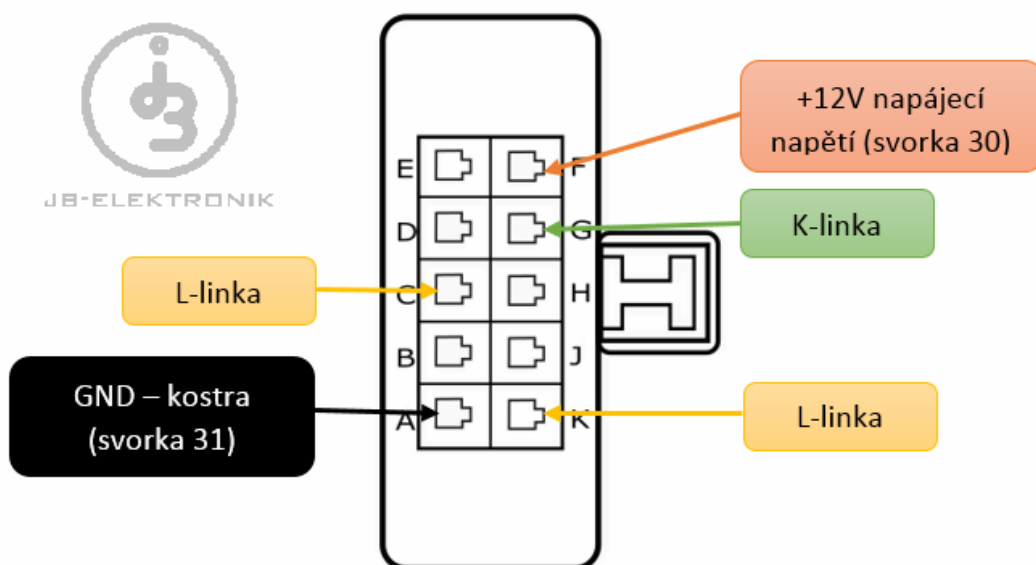 JB-ELEKTRONIK
+12V napájecí
napětí (svorka 30)
E
F
K-linka
D
G
L-linka
C
H
B
J
GND – kostra
(svorka 31)
A
K
L-linka